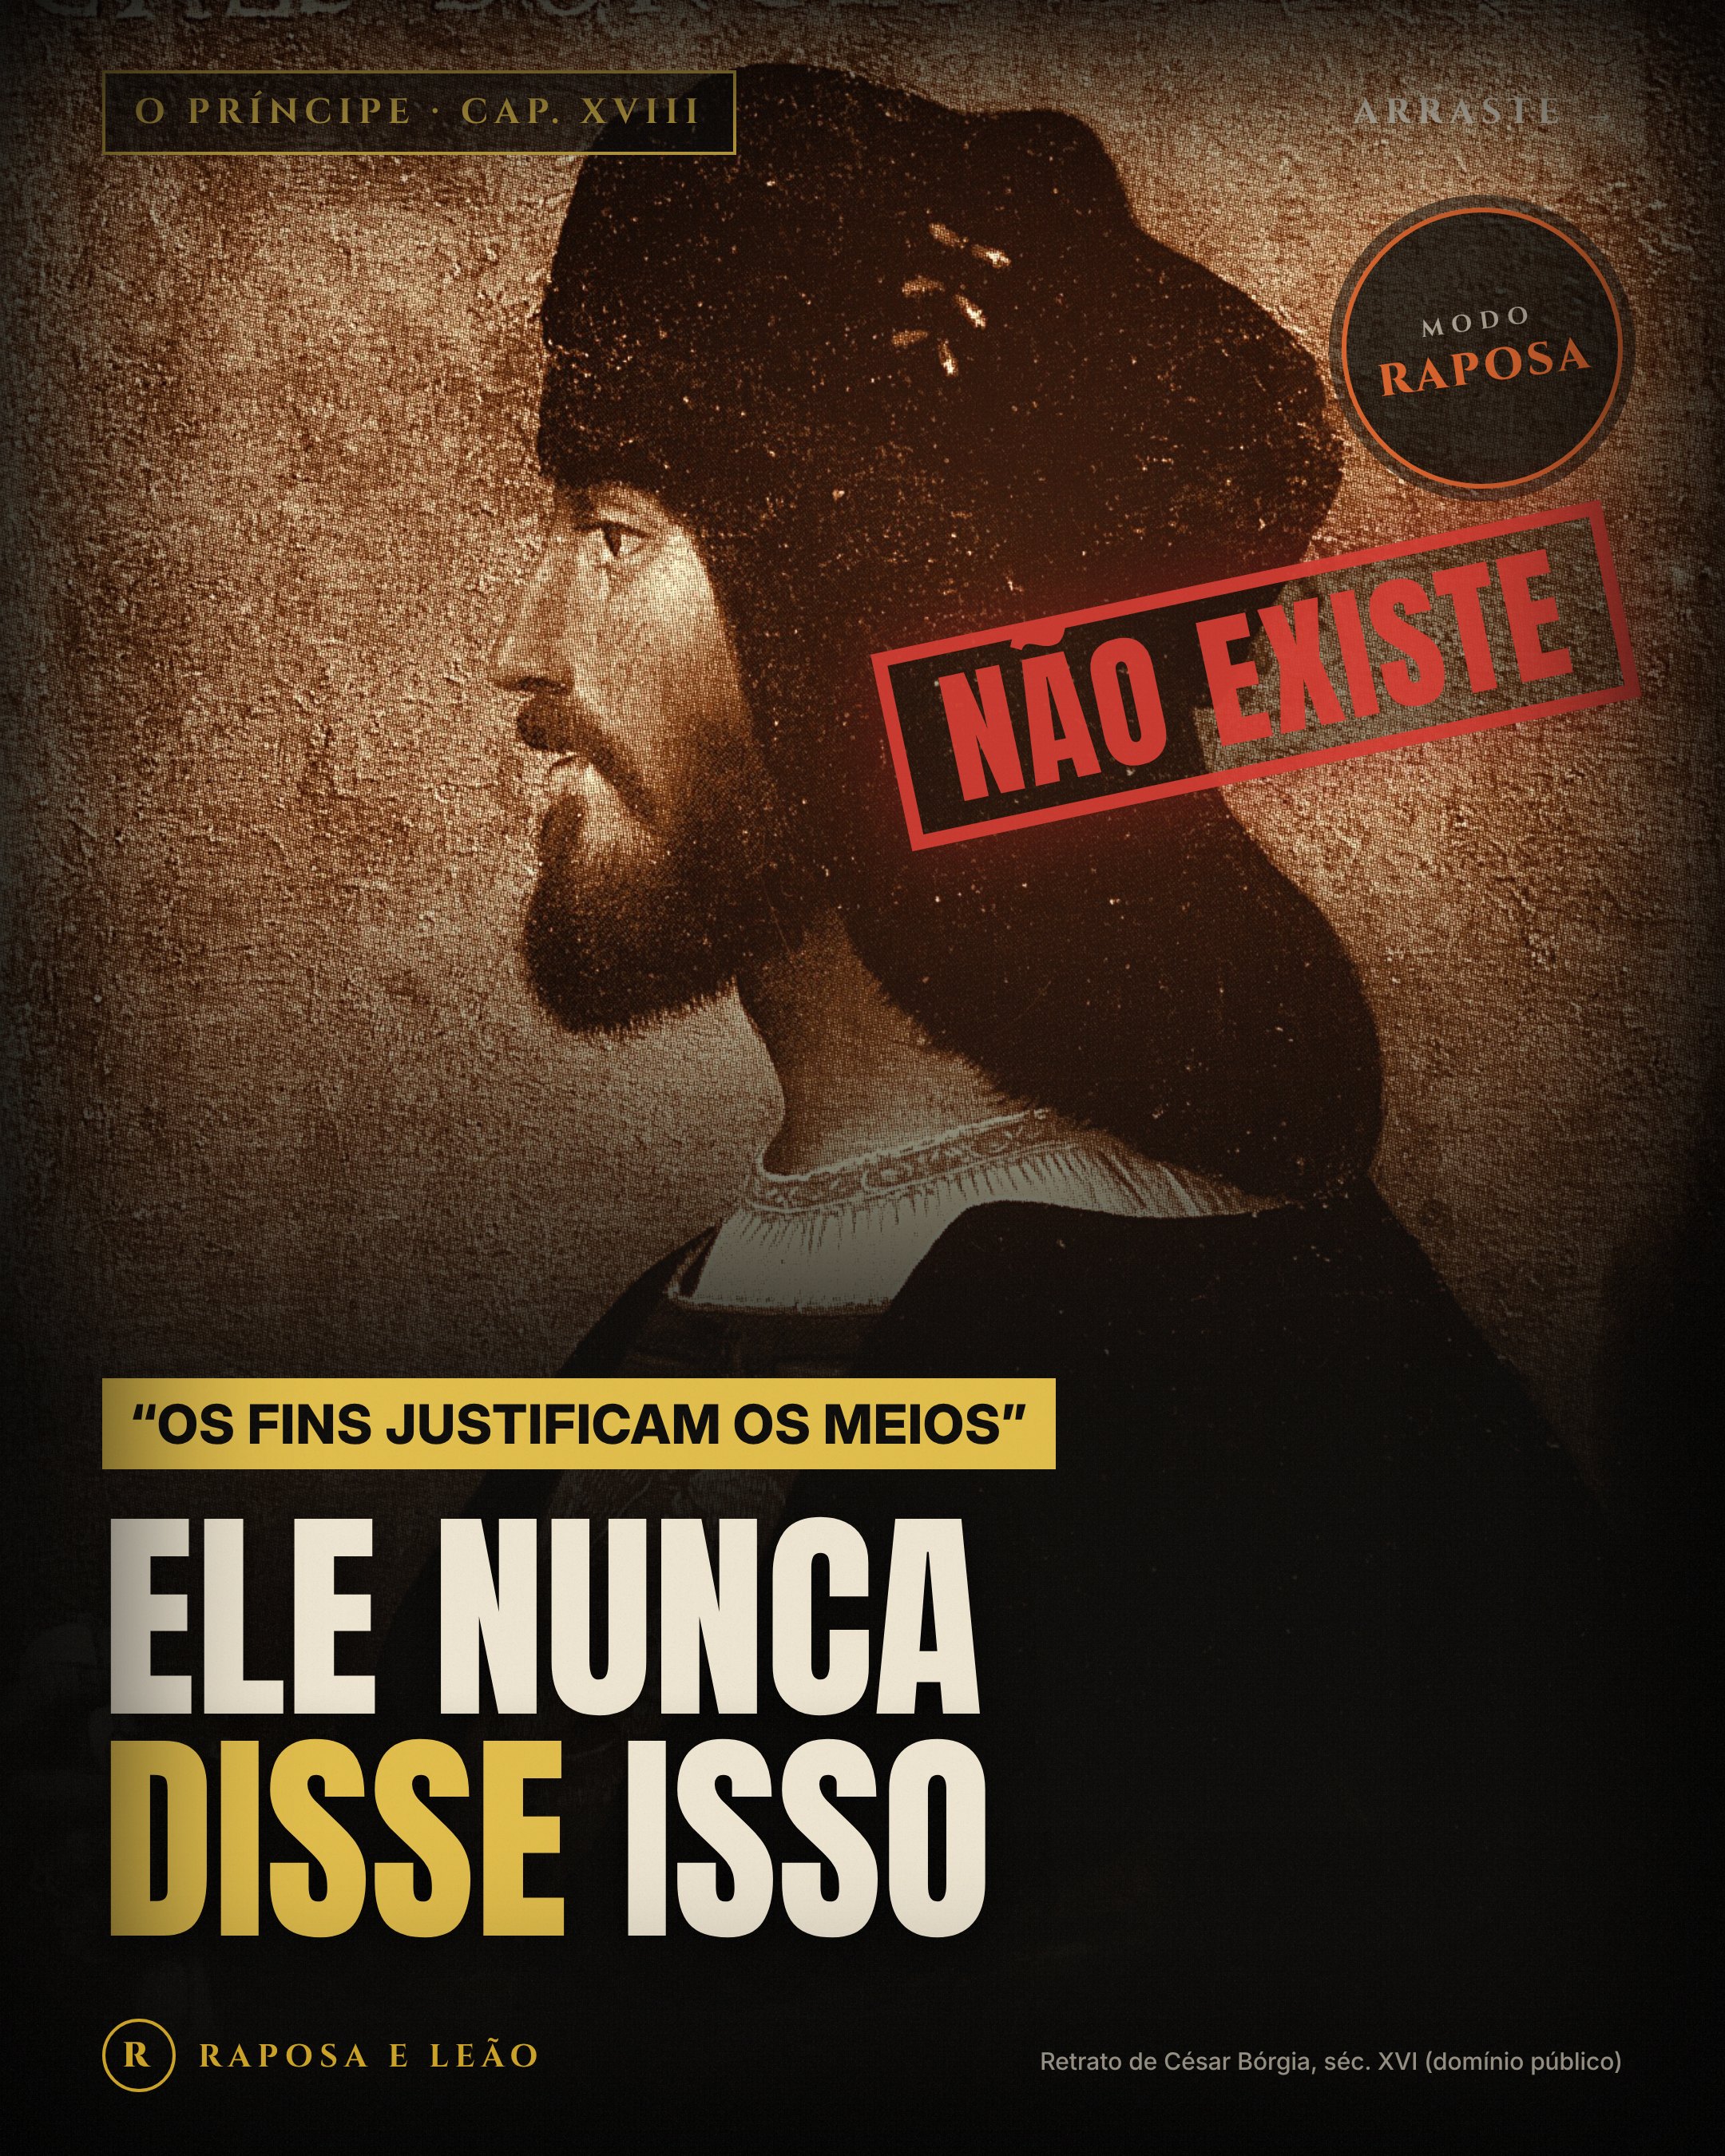 O PRÍNCIPE · CAP. XVIII
ARRASTE
MODO
RAPOSA
NÃO EXISTE
“OS FINS JUSTIFICAM OS MEIOS”
ELE NUNCA
DISSE ISSO
R RAPOSA E LEÃO
Retrato de César Bórgia, séc. XVI (domínio público)